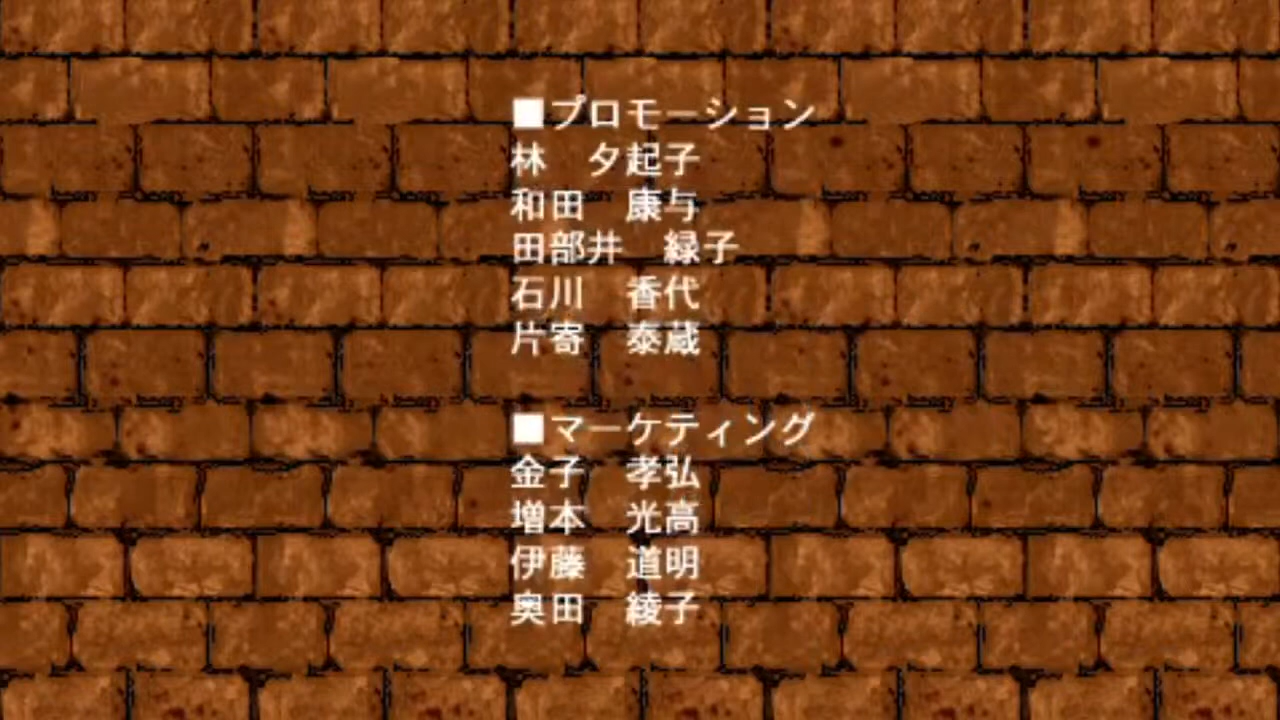 ■プロモーション
林　夕起子
和田　康与
田部井　緑子
石川　香代
片寄　泰蔵
■マーケティング
金子　孝弘
増本　光高
伊藤　道明
奥田　綾子